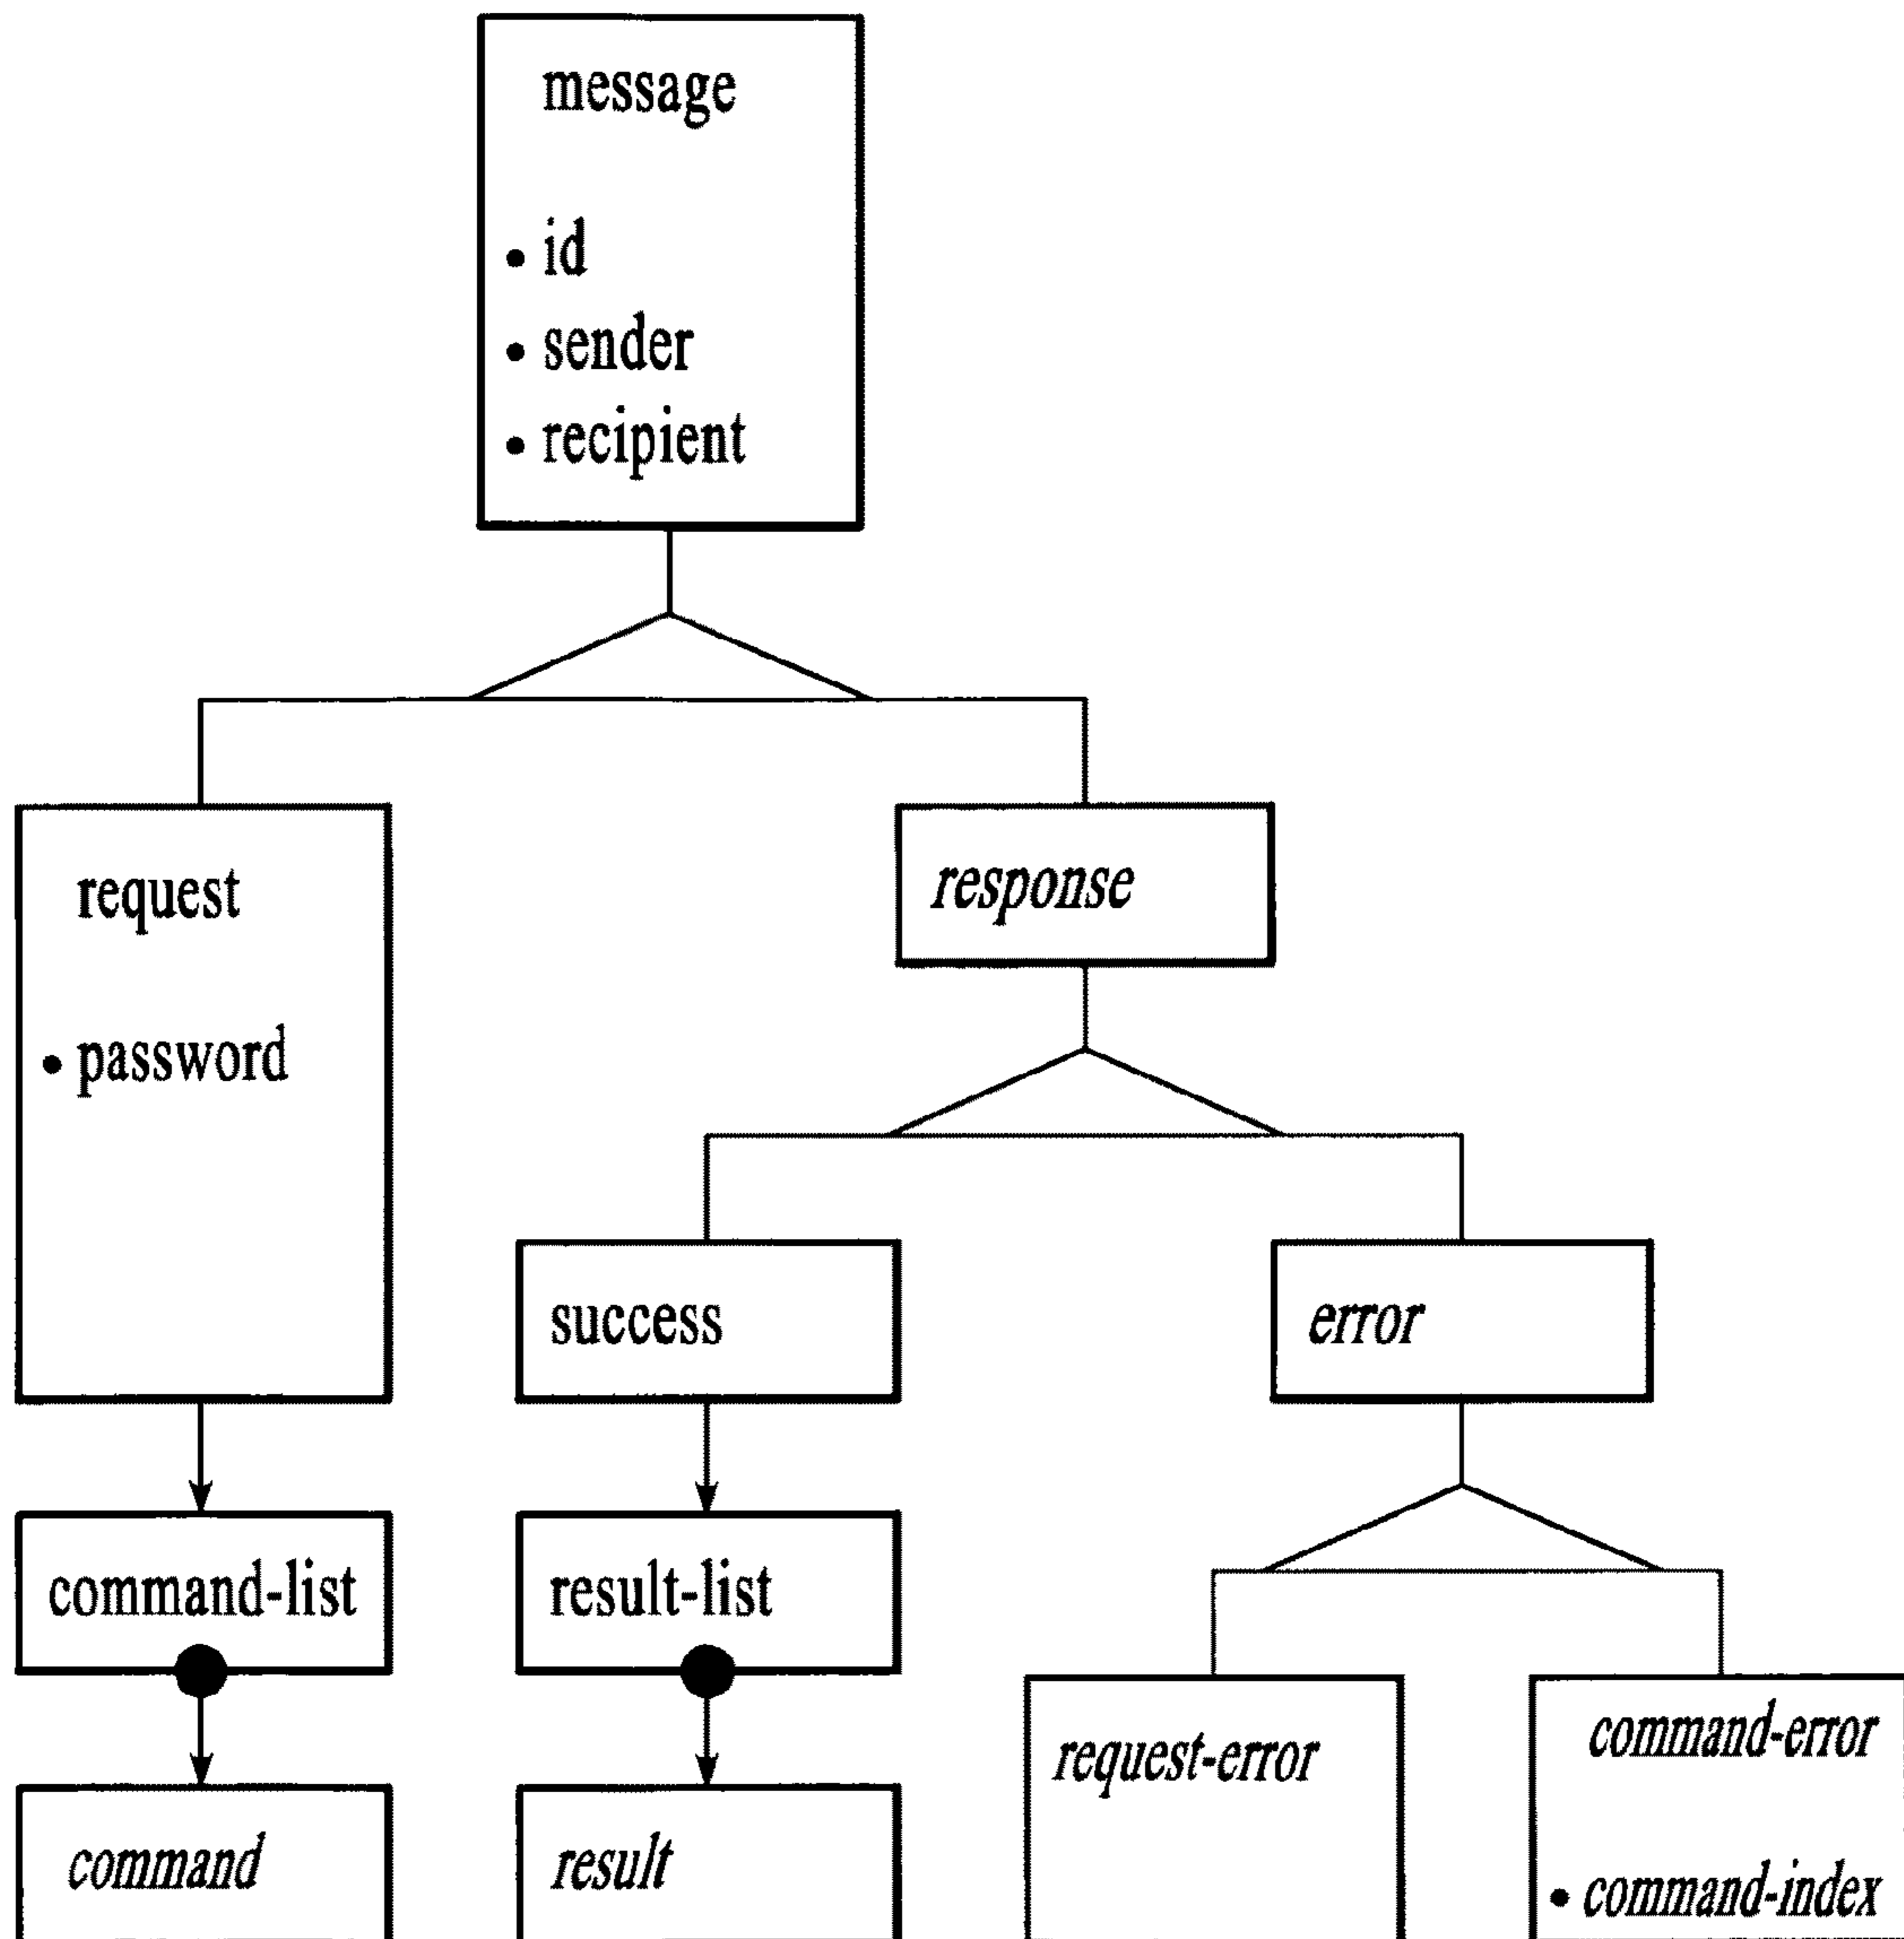 message
• id
• sender
• recipient
request
• password
response
success
error
command-list
result-list
request-error
command-error
• command-index
command
result